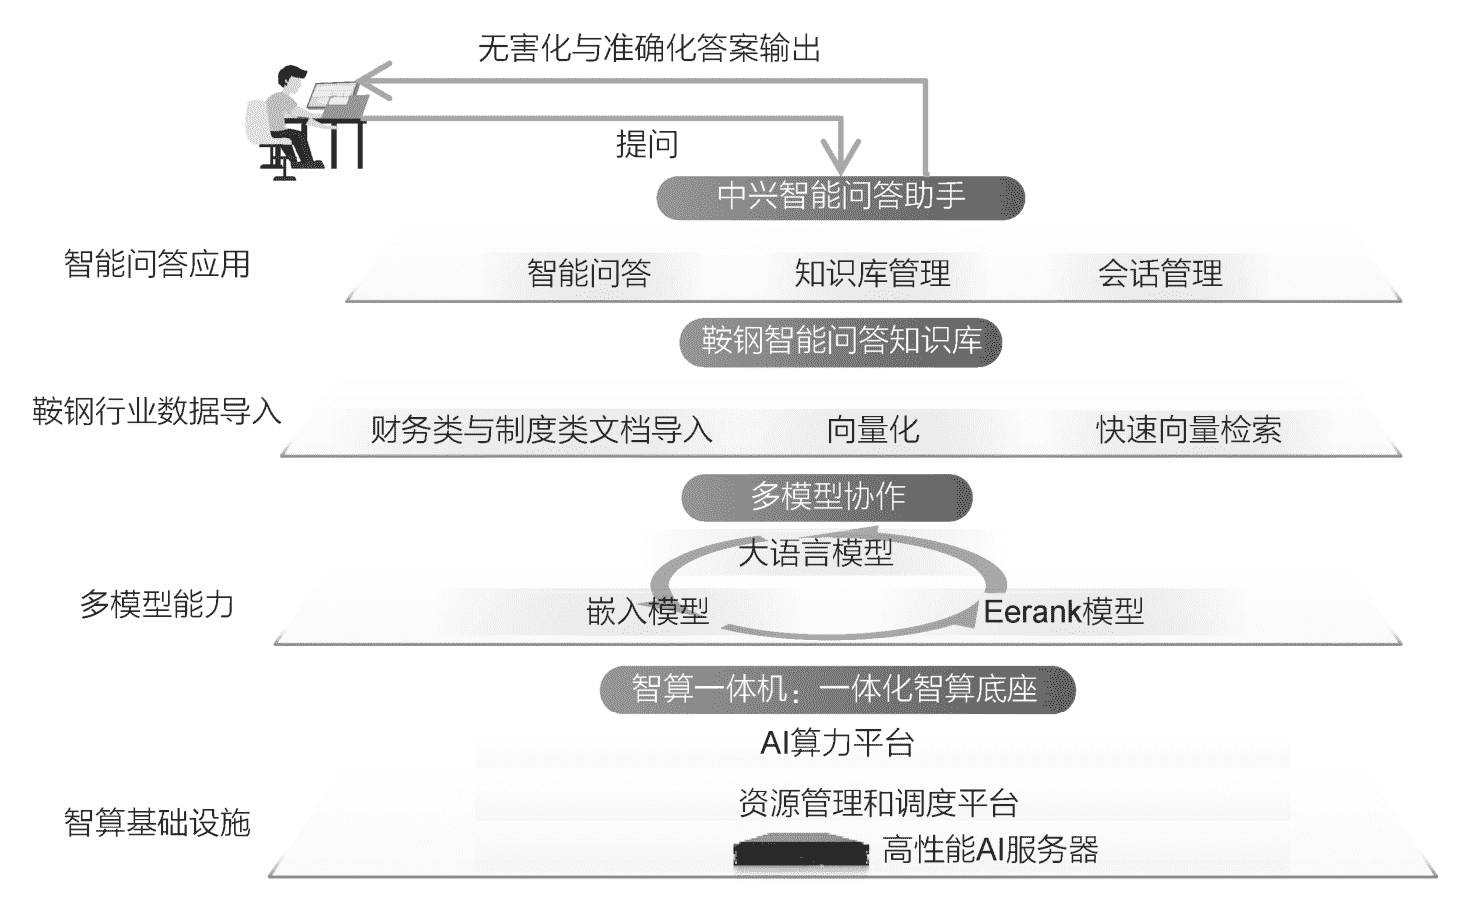 无害化与准确化答案输出
提问
中兴智能问答助手
智能问答应用
智能问答
知识库管理
会话管理
鞍钢智能问答知识库
鞍钢行业数据导入
财务类与制度类文档导入
向量化
快速向量检索
多模型协作
大语言模型
多模型能力
嵌入模型
Eerank模型
智算一体机：一体化智算底座
AI算力平台
资源管理和调度平台
智算基础设施
高性能AI服务器